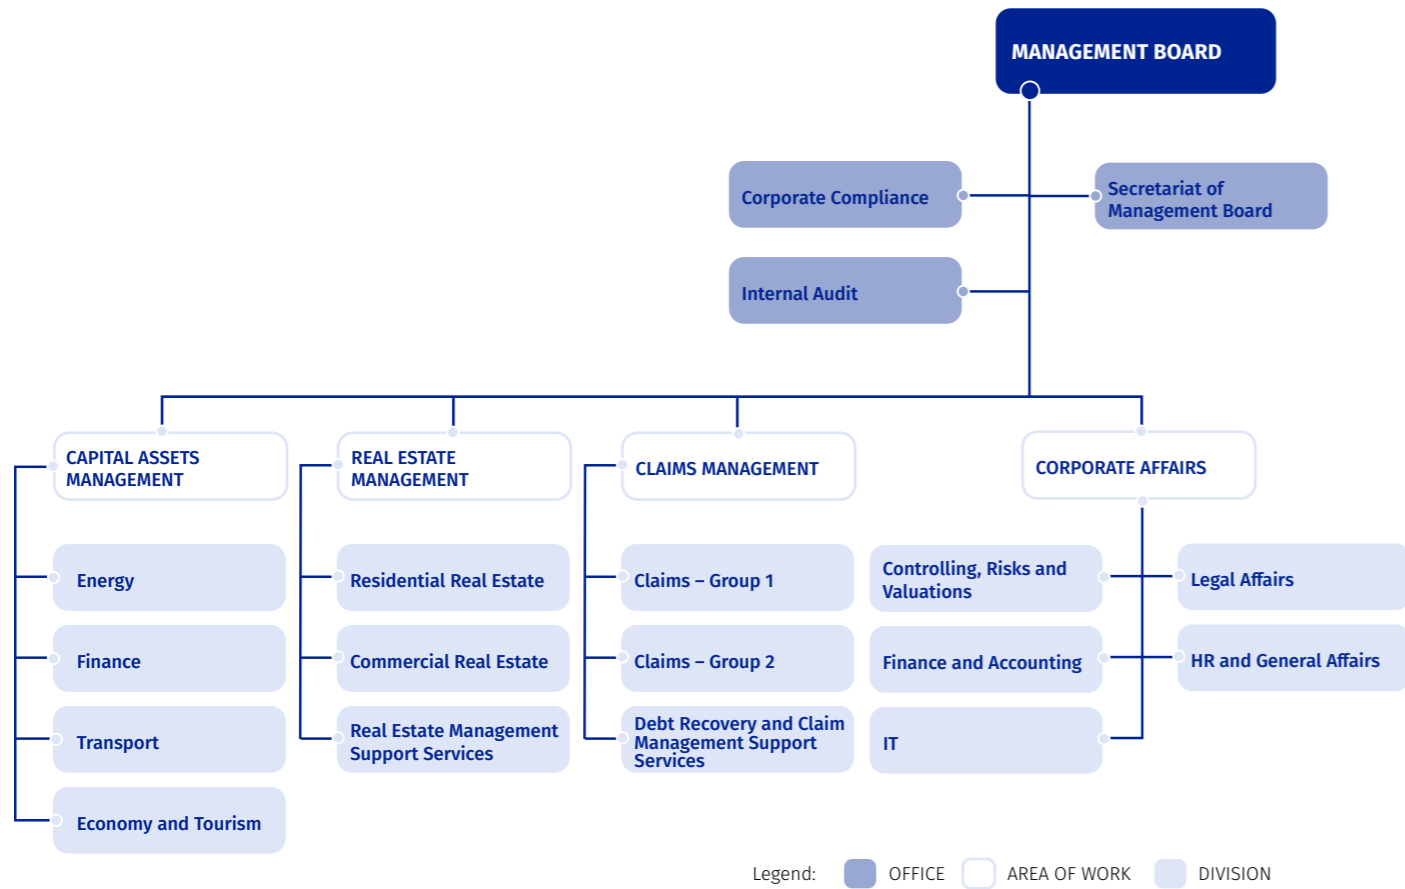 MANAGEMENT BOARD
Corporate Compliance
Secretariat of
Management Board
Internal Audit
CAPITAL ASSETS
MANAGEMENT
REAL ESTATE
MANAGEMENT
CLAIMS MANAGEMENT
CORPORATE AFFAIRS
Energy
Finance
Transport
Economy and Tourism
Residential Real Estate
Commercial Real Estate
Real Estate Management
Support Services
Claims – Group 1
Claims – Group 2
Debt Recovery and Claim
Management Support
Services
Controlling, Risks and
Valuations
Finance and Accounting
IT
Legal Affairs
HR and General Affairs
Legend: OFFICE AREA OF WORK DIVISION